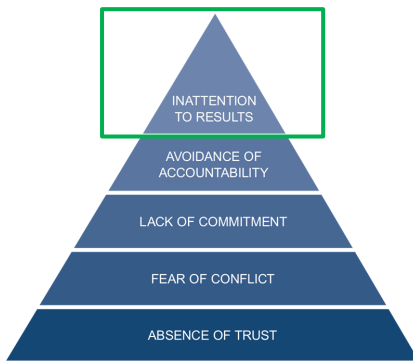 INATTENTION
TO RESULTS
AVOIDANCE OF
ACCOUNTABILITY
LACK OF COMMITMENT
FEAR OF CONFLICT
ABSENCE OF TRUST